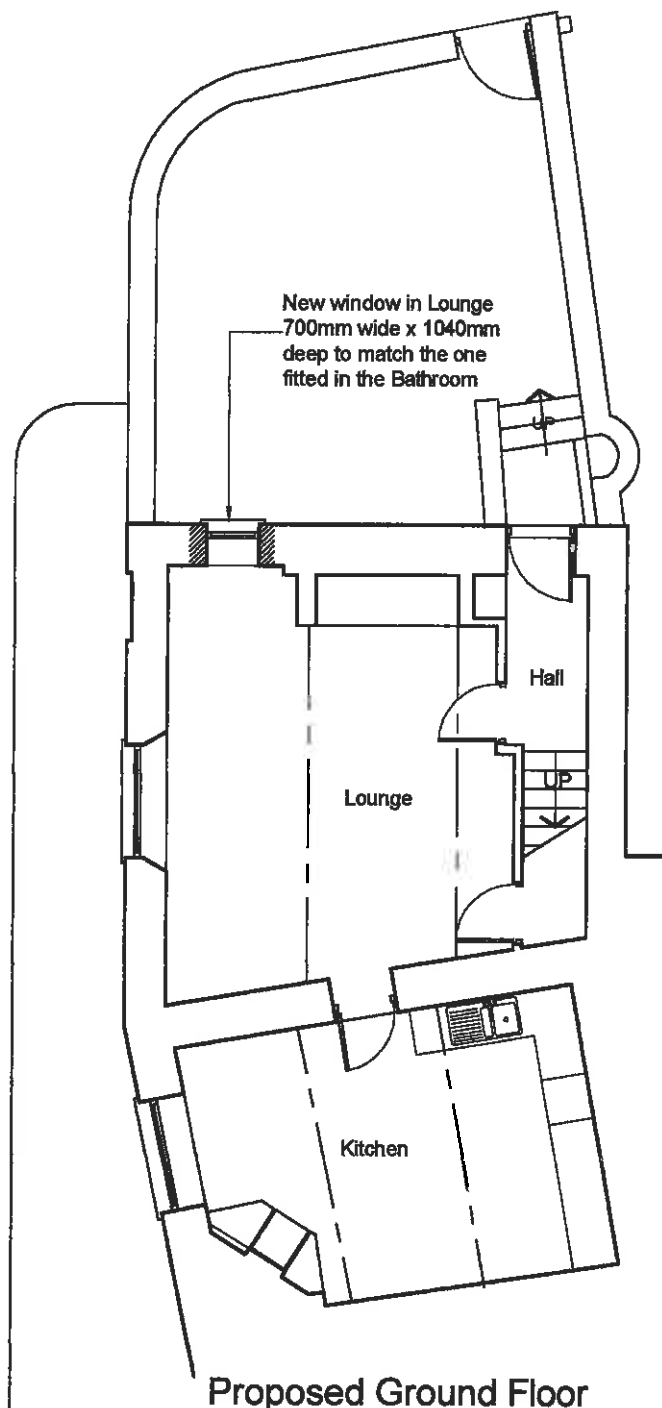 New window in Lounge
700mm wide x 1040mm
deep to match the one
fitted in the Bathroom
UP
Hall
UP
Lounge
Kitchen
Proposed Ground Floor